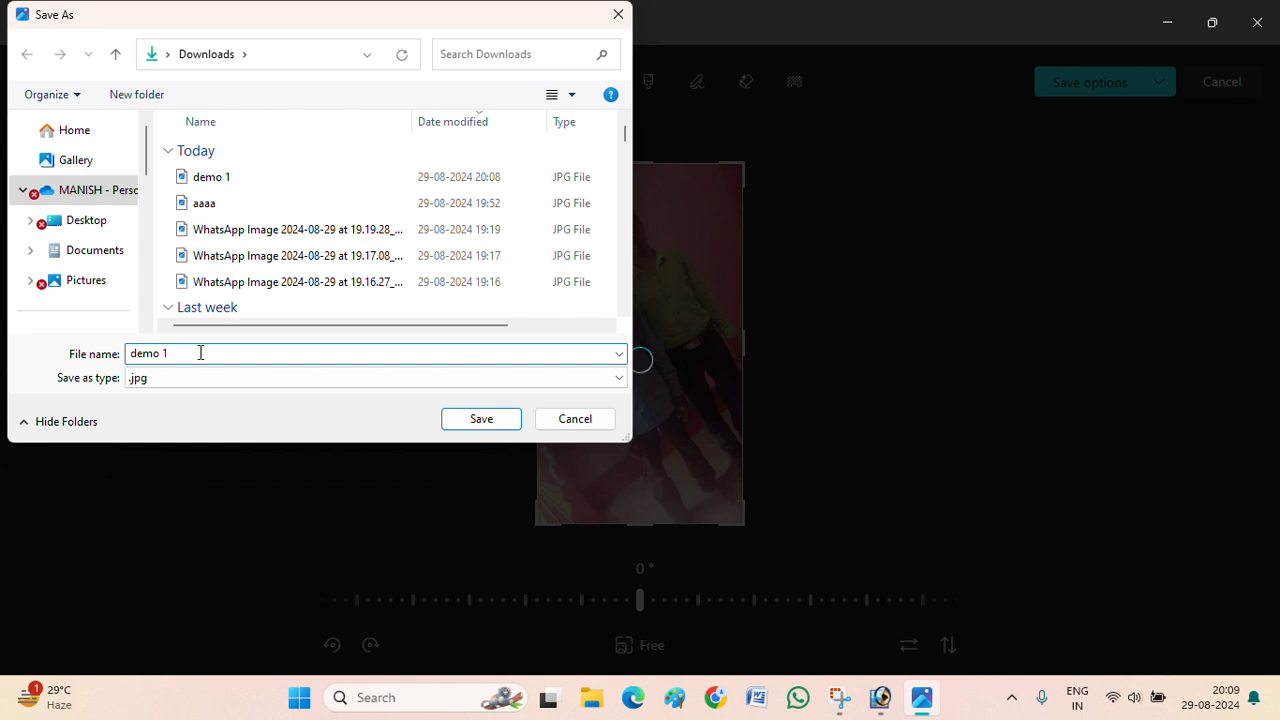 Save As
Downloads
Search Downloads
Save options
Cancel
Organize
New folder
Home
Gallery
MANISH - Persc
Desktop
Documents
Pictures
Name Date modified Type
Today
demo 1 29-08-2024 20:08 JPG File
aaaa 29-08-2024 19:52 JPG File
WhatsApp Image 2024-08-29 at 19.19.28_... 29-08-2024 19:19 JPG File
WhatsApp Image 2024-08-29 at 19.17.08_... 29-08-2024 19:17 JPG File
WhatsApp Image 2024-08-29 at 19.16.27_... 29-08-2024 19:16 JPG File
Last week
File name: demo 1
Save as type: .jpg
Hide Folders
Save
Cancel
0°
Free
1
29°C
Haze
Search
ENG
IN
20:09
29-08-2024